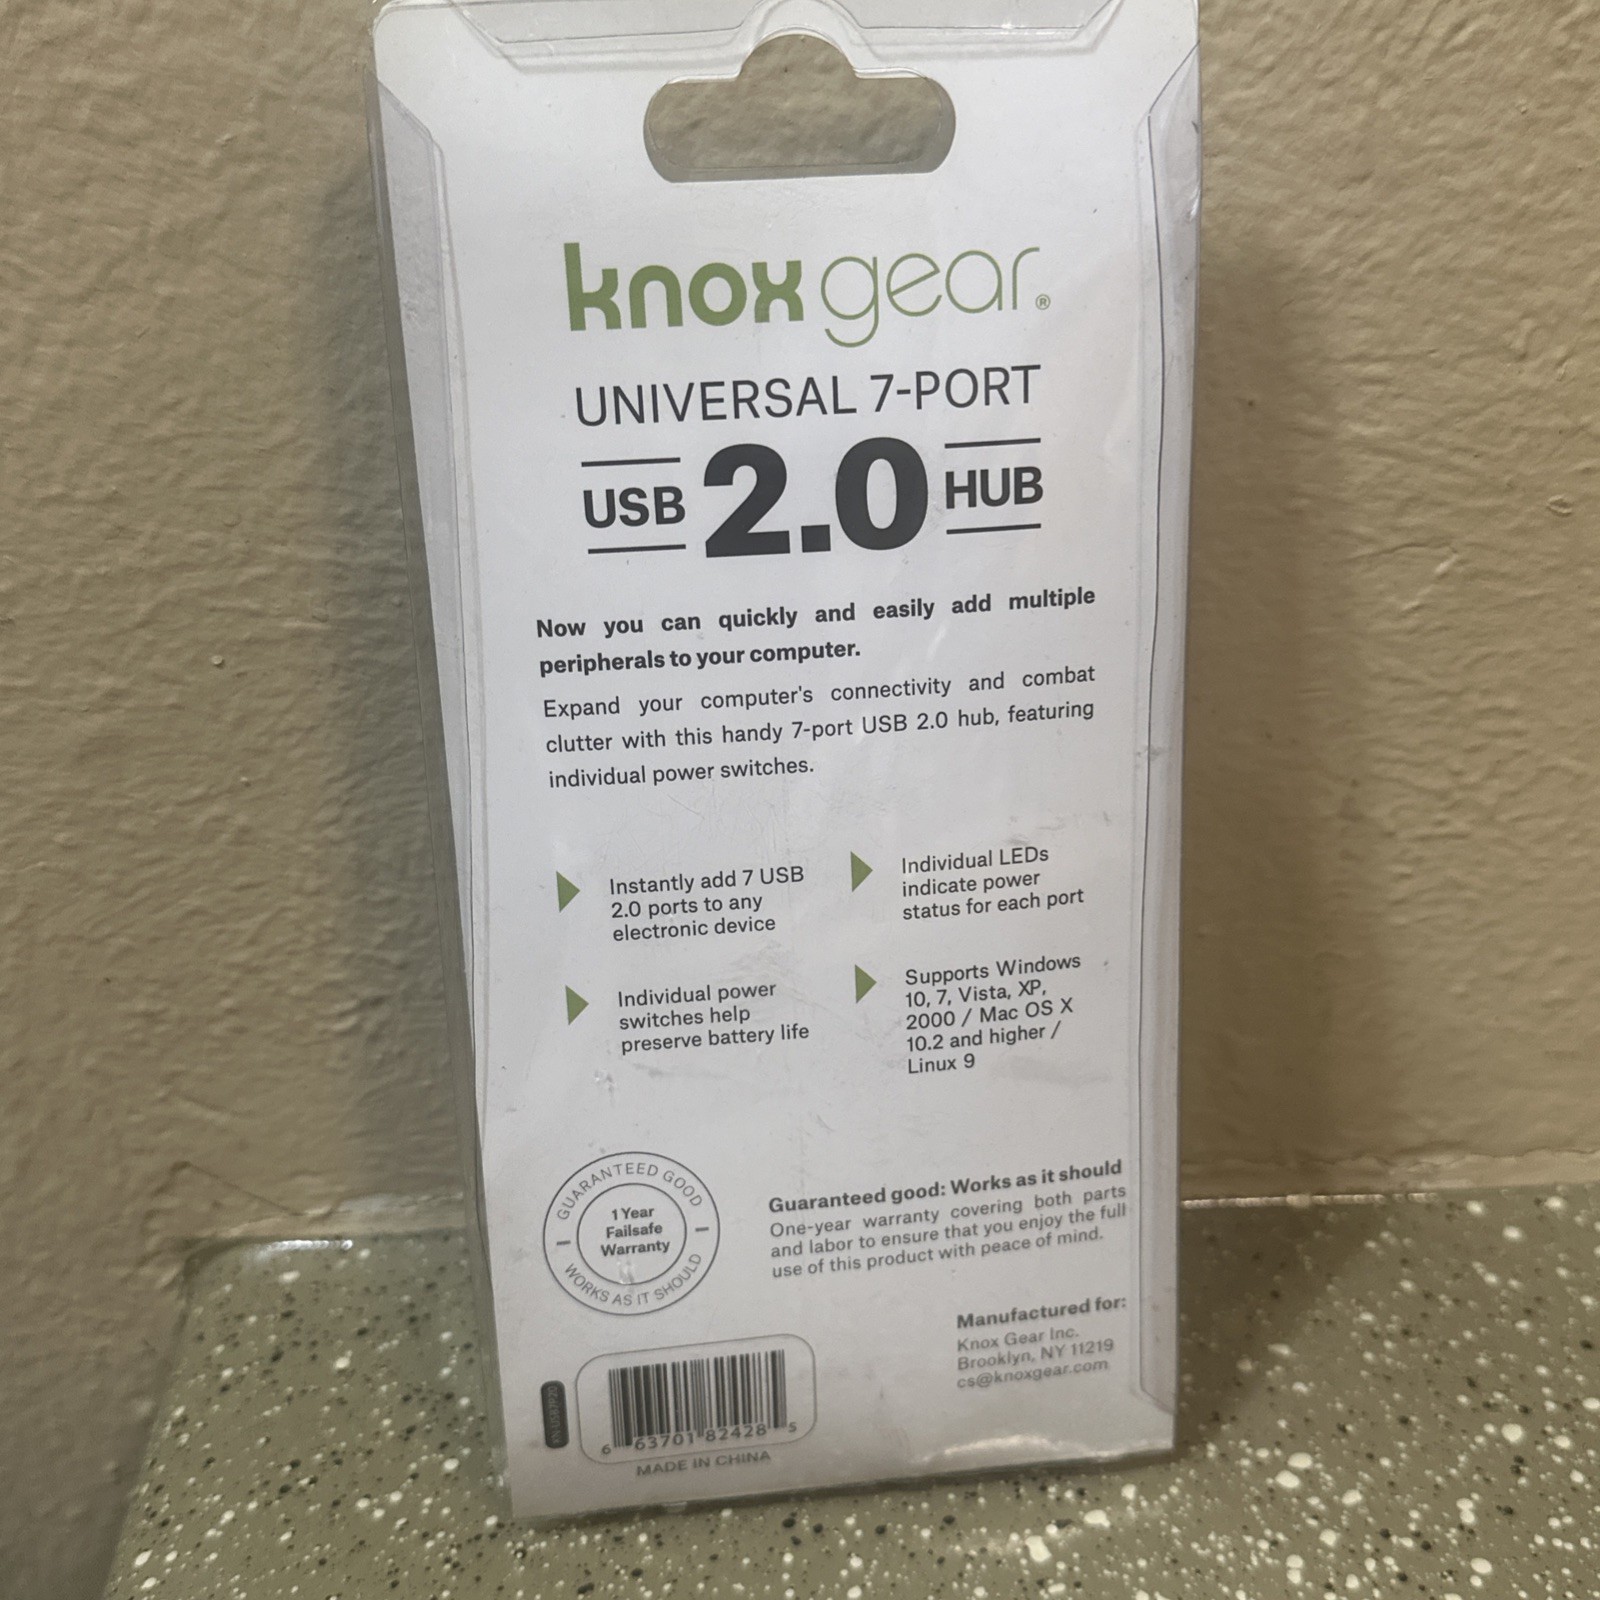 knox gear®
UNIVERSAL 7-PORT
USB 2.0 HUB
Now you can quickly and easily add multiple
peripherals to your computer.
Expand your computer's connectivity and combat
clutter with this handy 7-port USB 2.0 hub, featuring
individual power switches.
Instantly add 7 USB
2.0 ports to any
electronic device
Individual power
switches help
preserve battery life
Individual LEDs
indicate power
status for each port
Supports Windows
10, 7, Vista, XP,
2000 / Mac OS X
10.2 and higher /
Linux 9
GUARANTEED GOOD
1 Year
Failsafe
Warranty
WORKS AS IT SHOULD
Guaranteed good: Works as it should
One-year warranty covering both parts
and labor to ensure that you enjoy the full
use of this product with peace of mind.
Manufactured for:
Knox Gear Inc.
Brooklyn, NY 11219
cs@knoxgear.com
6 63701 82428 5
MADE IN CHINA